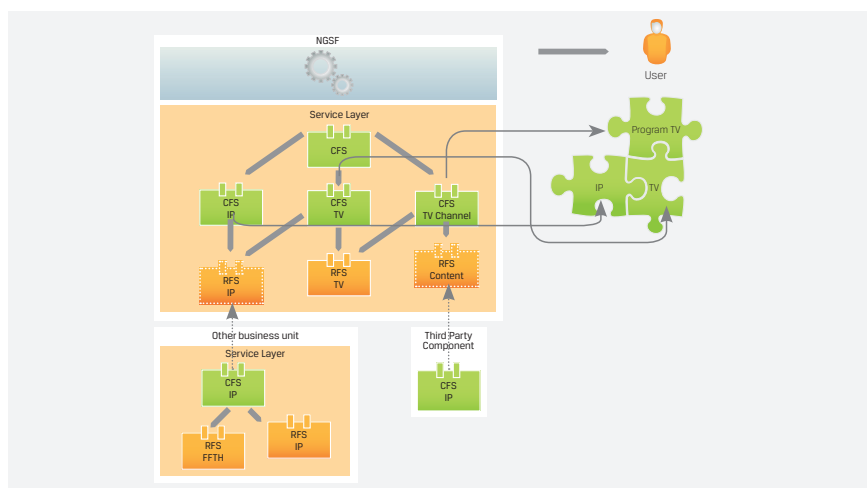 NGSF
User
Service Layer
Program TV
CFS
CFS
IP
CFS
TV
CFS
TV Channel
IP
TV
RFS
IP
RFS
TV
RFS
Content
Other business unit
Third Party
Component
Service Layer
CFS
IP
CFS
IP
RFS
FFTH
RFS
IP